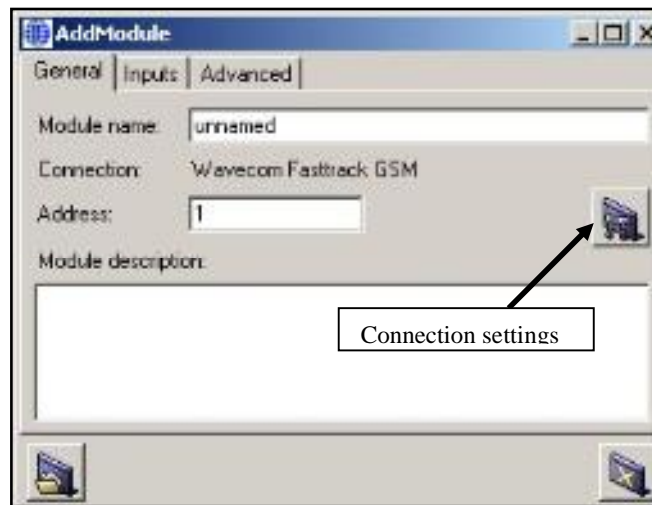 AddModule
General Inputs Advanced
Module name: unnamed
Connection: Wavecom Fasttrack GSM
Address: 1
Module description:
Connection settings